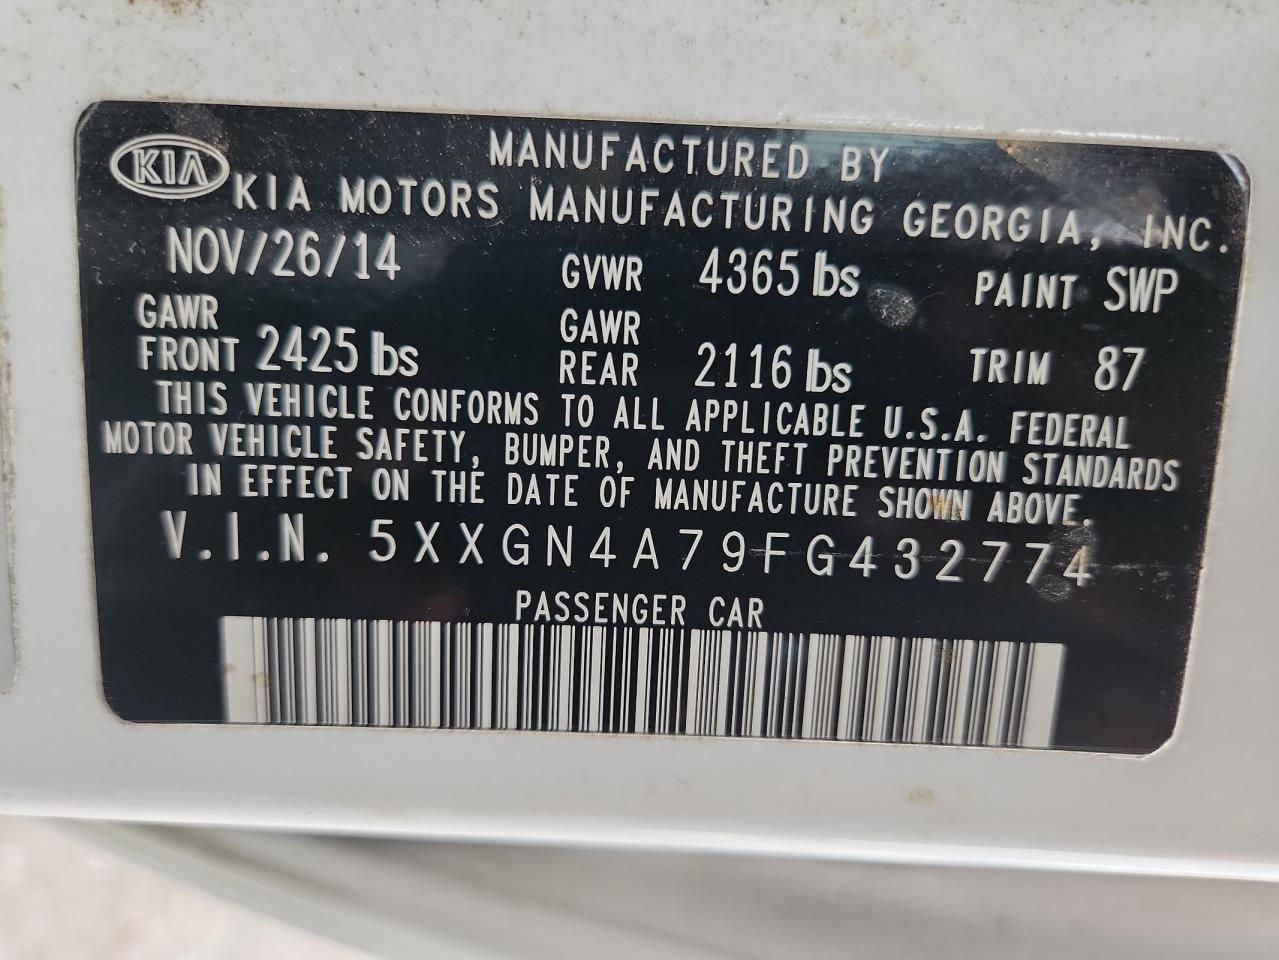 MANUFACTURED BY
KIA KIA MOTORS MANUFACTURING GEORGIA, INC.
NOV/26/14 GVWR 4365 lbs PAINT SWP
GAWR FRONT 2425 lbs GAWR REAR 2116 lbs TRIM 87
THIS VEHICLE CONFORMS TO ALL APPLICABLE U.S.A. FEDERAL
MOTOR VEHICLE SAFETY, BUMPER, AND THEFT PREVENTION STANDARDS
IN EFFECT ON THE DATE OF MANUFACTURE SHOWN ABOVE.
V.I.N. 5XXGN4A79FG432774
PASSENGER CAR